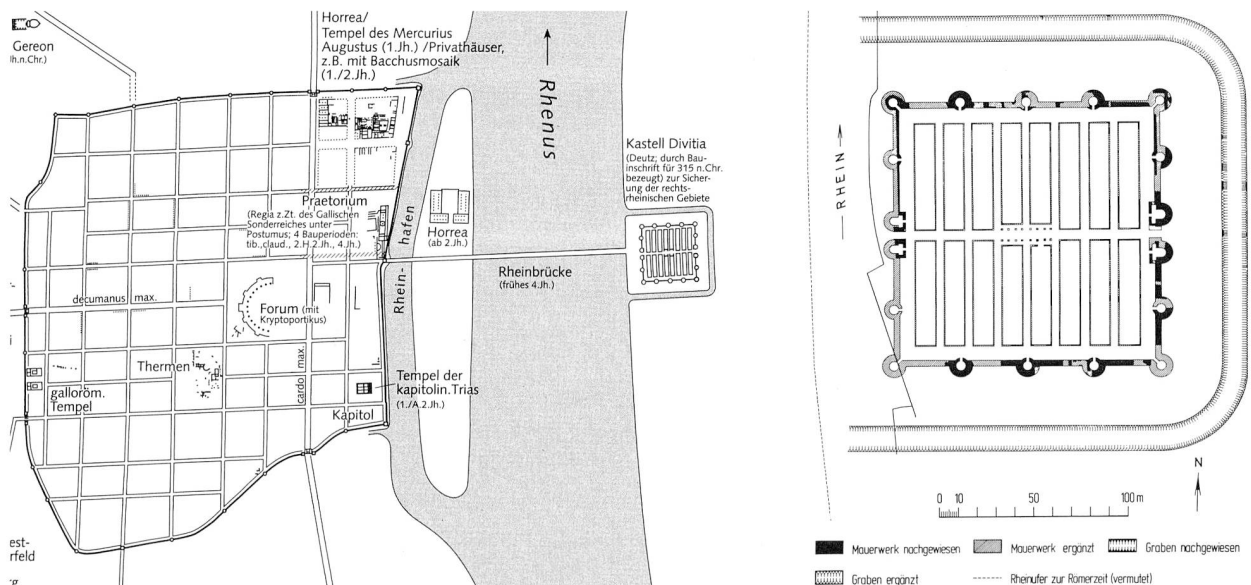 Gereon
Horrea/
Tempel des Mercurius
Augustus (1.Jh.) /Privathäuser,
z.B. mit Bacchusmosaik
(1./2.Jh.)
Rhenus
Kastell Divitia
(Deutz; durch Bau-
inschrift für 315 n.Chr.
bezeugt) zur Siche-
rung der rechts-
rheinischen Gebiete
Praetorium
(Regia z.Zt. des Gallischen
Sonderreiches unter
Postumus; 4 Bauperioden:
tib.,claud., 2.H.2.Jh., 4.Jh.)
Rhein-
hafen
Horrea
(ab 2.Jh.)
Rheinbrücke
(frühes 4.Jh.)
decumanus max.
Forum (mit
Kryptoportikus)
Thermen
cardo max.
galloröm.
Tempel
Tempel der
kapitolin.Trias
(1./A.2.Jh.)
Kapitol
est-
rfeld
RHEIN
N
0 10 50 100 m
Mauerwerk nachgewiesen
Mauerwerk ergänzt
Graben nachgewiesen
Graben ergänzt
Rheinufer zur Römerzeit (vermutet)